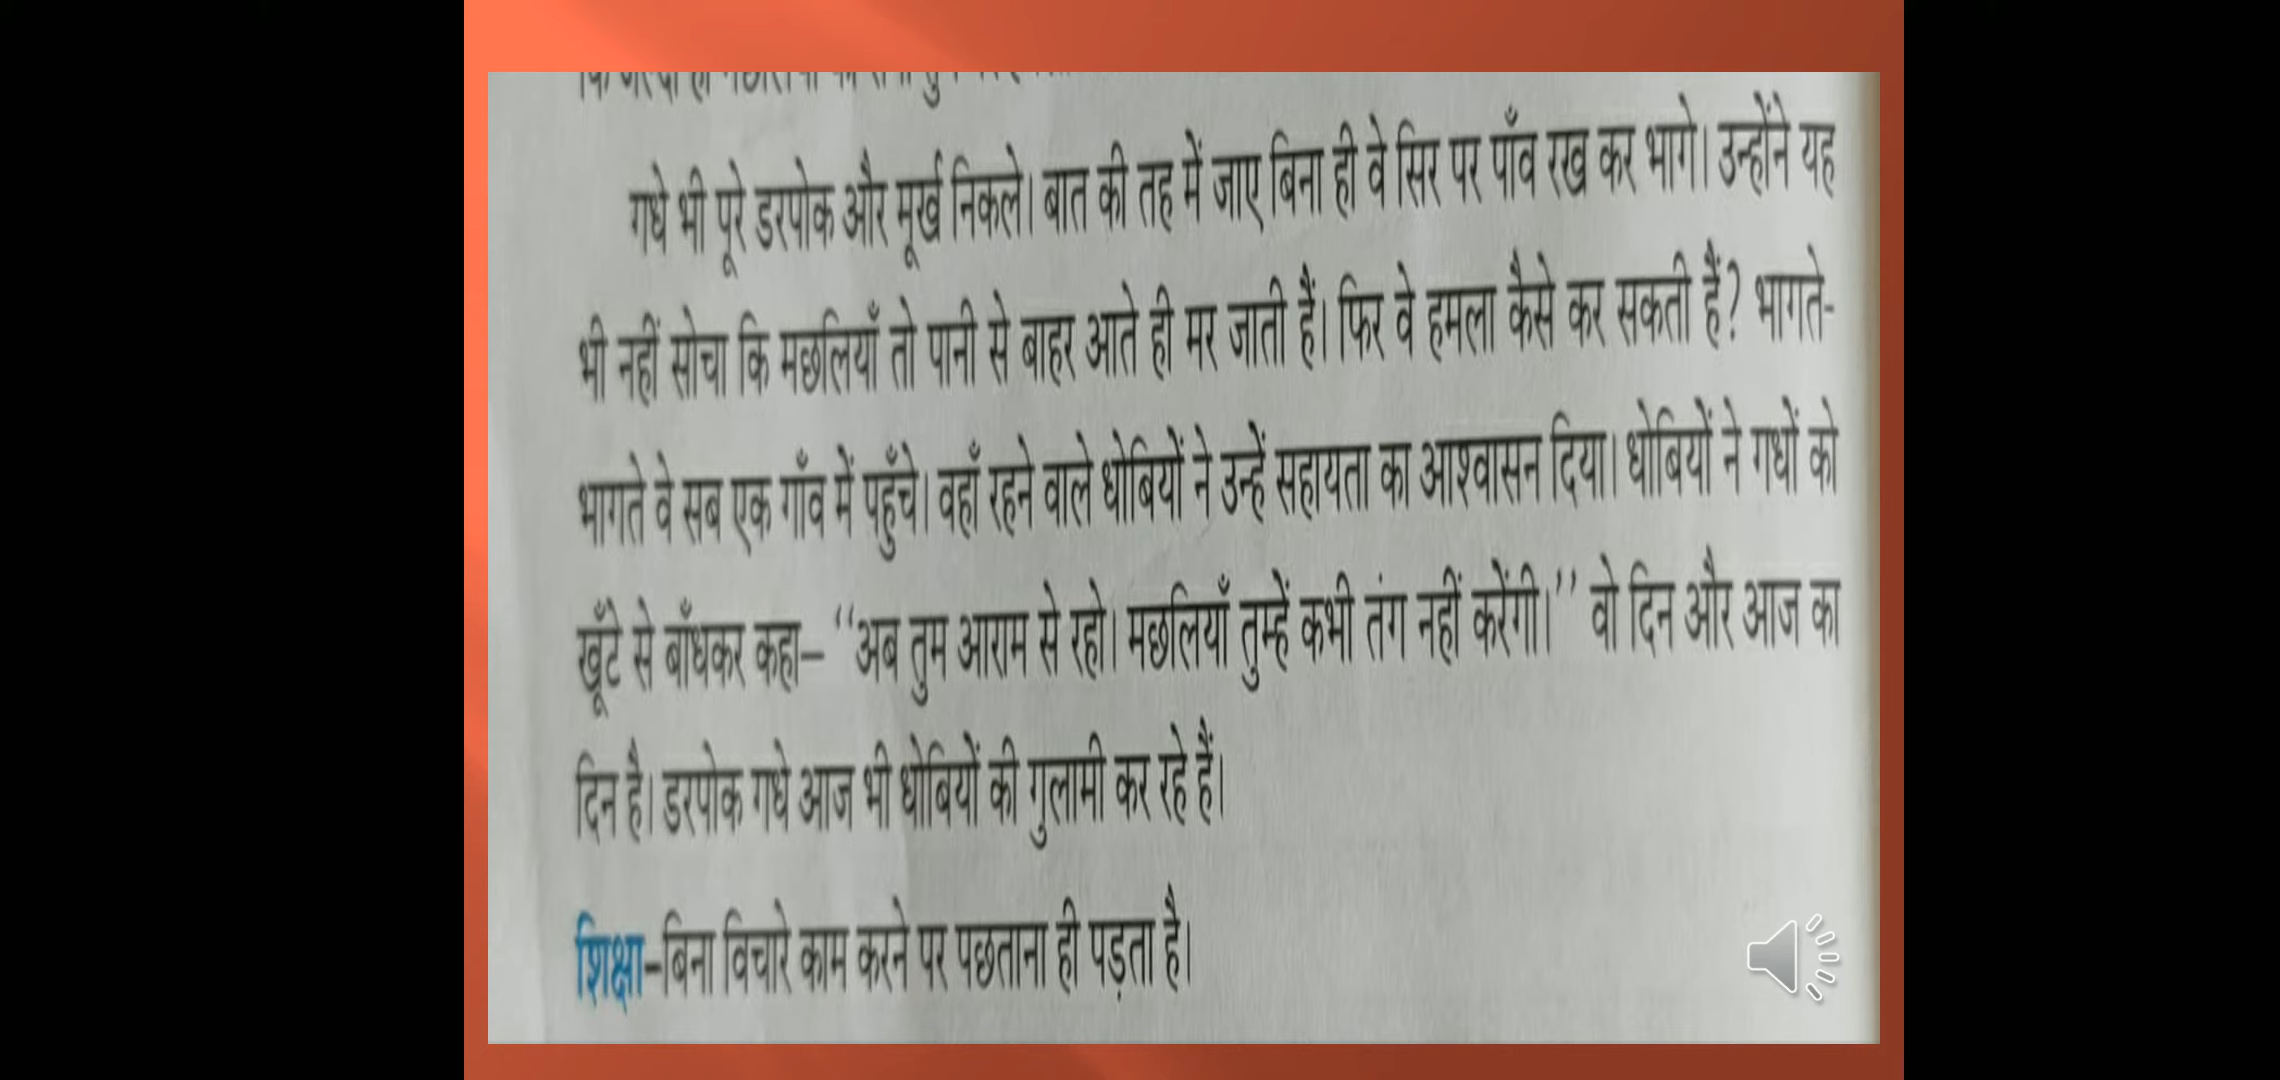 गधे भी पूरे डरपोक और मूर्ख निकले। बात की तह में जाए बिना ही वे सिर पर पाँव रख कर भागे। उन्होंने यह
भी नहीं सोचा कि मछलियाँ तो पानी से बाहर आते ही मर जाती हैं। फिर वे हमला कैसे कर सकती हैं? भागते-
भागते वे सब एक गाँव में पहुँचे। वहाँ रहने वाले धोबियों ने उन्हें सहायता का आश्वासन दिया। धोबियों ने गधों को
खूँटे से बाँधकर कहा– “अब तुम आराम से रहो। मछलियाँ तुम्हें कभी तंग नहीं करेंगी।” वो दिन और आज का
दिन है। डरपोक गधे आज भी धोबियों की गुलामी कर रहे हैं।
शिक्षा–बिना विचारे काम करने पर पछताना ही पड़ता है।